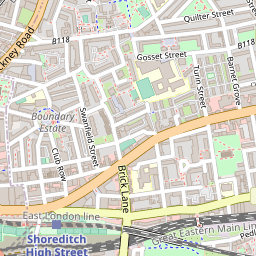 Quilter Street
ckney Road
B118
B118
Gosset Street
Barnet Grove
Turin Street
Boundary
Estate
Swanfield Street
Club Row
Brick Lane
East London line
Shoreditch
High Street
Great Eastern Main Lin
Ped